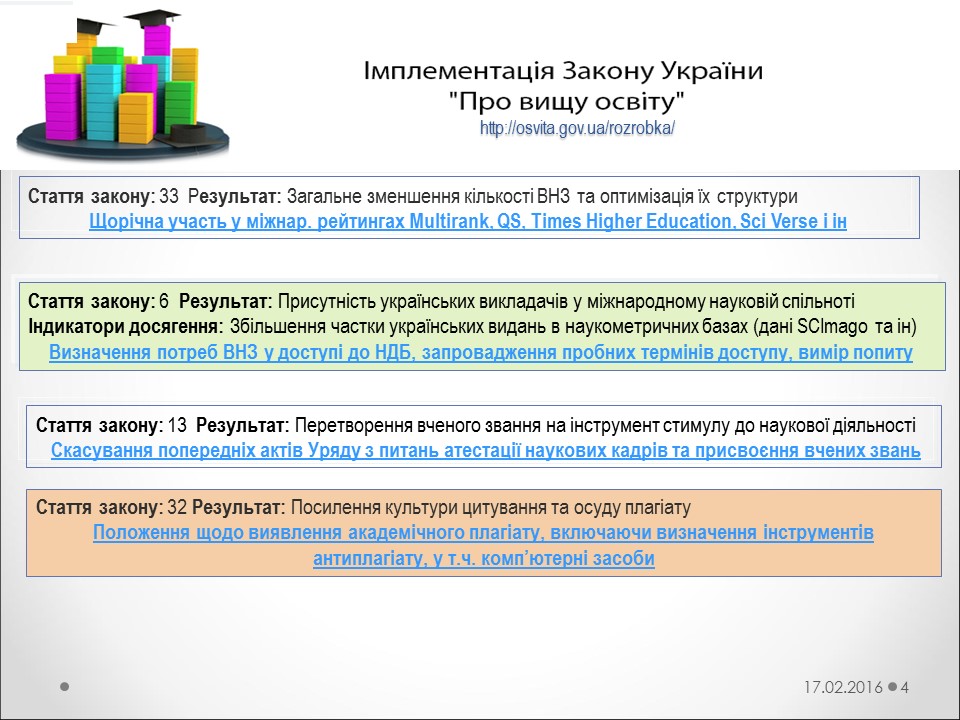 Імплементація Закону України
"Про вищу освіту"
http://osvita.gov.ua/rozrobka/
Стаття закону: 33 Результат: Загальне зменшення кількості ВНЗ та оптимізація їх структури
Щорічна участь у міжнар. рейтингах Multirank, QS, Times Higher Education, Sci Verse і ін
Стаття закону: 6 Результат: Присутність українських викладачів у міжнародному науковій спільноті
Індикатори досягення: Збільшення частки українських видань в наукометричних базах (дані SCImago та ін)
Визначення потреб ВНЗ у доступі до НДБ, запровадження пробних термінів доступу, вимір попиту
Стаття закону: 13 Результат: Перетворення вченого звання на інструмент стимулу до наукової діяльності
Скасування попередніх актів Уряду з питань атестації наукових кадрів та присвоєння вчених звань
Стаття закону: 32 Результат: Посилення культури цитування та осуду плагіату
Положення щодо виявлення академічного плагіату, включаючи визначення інструментів
антиплагіату, у т.ч. комп’ютерні засоби
17.02.2016 4